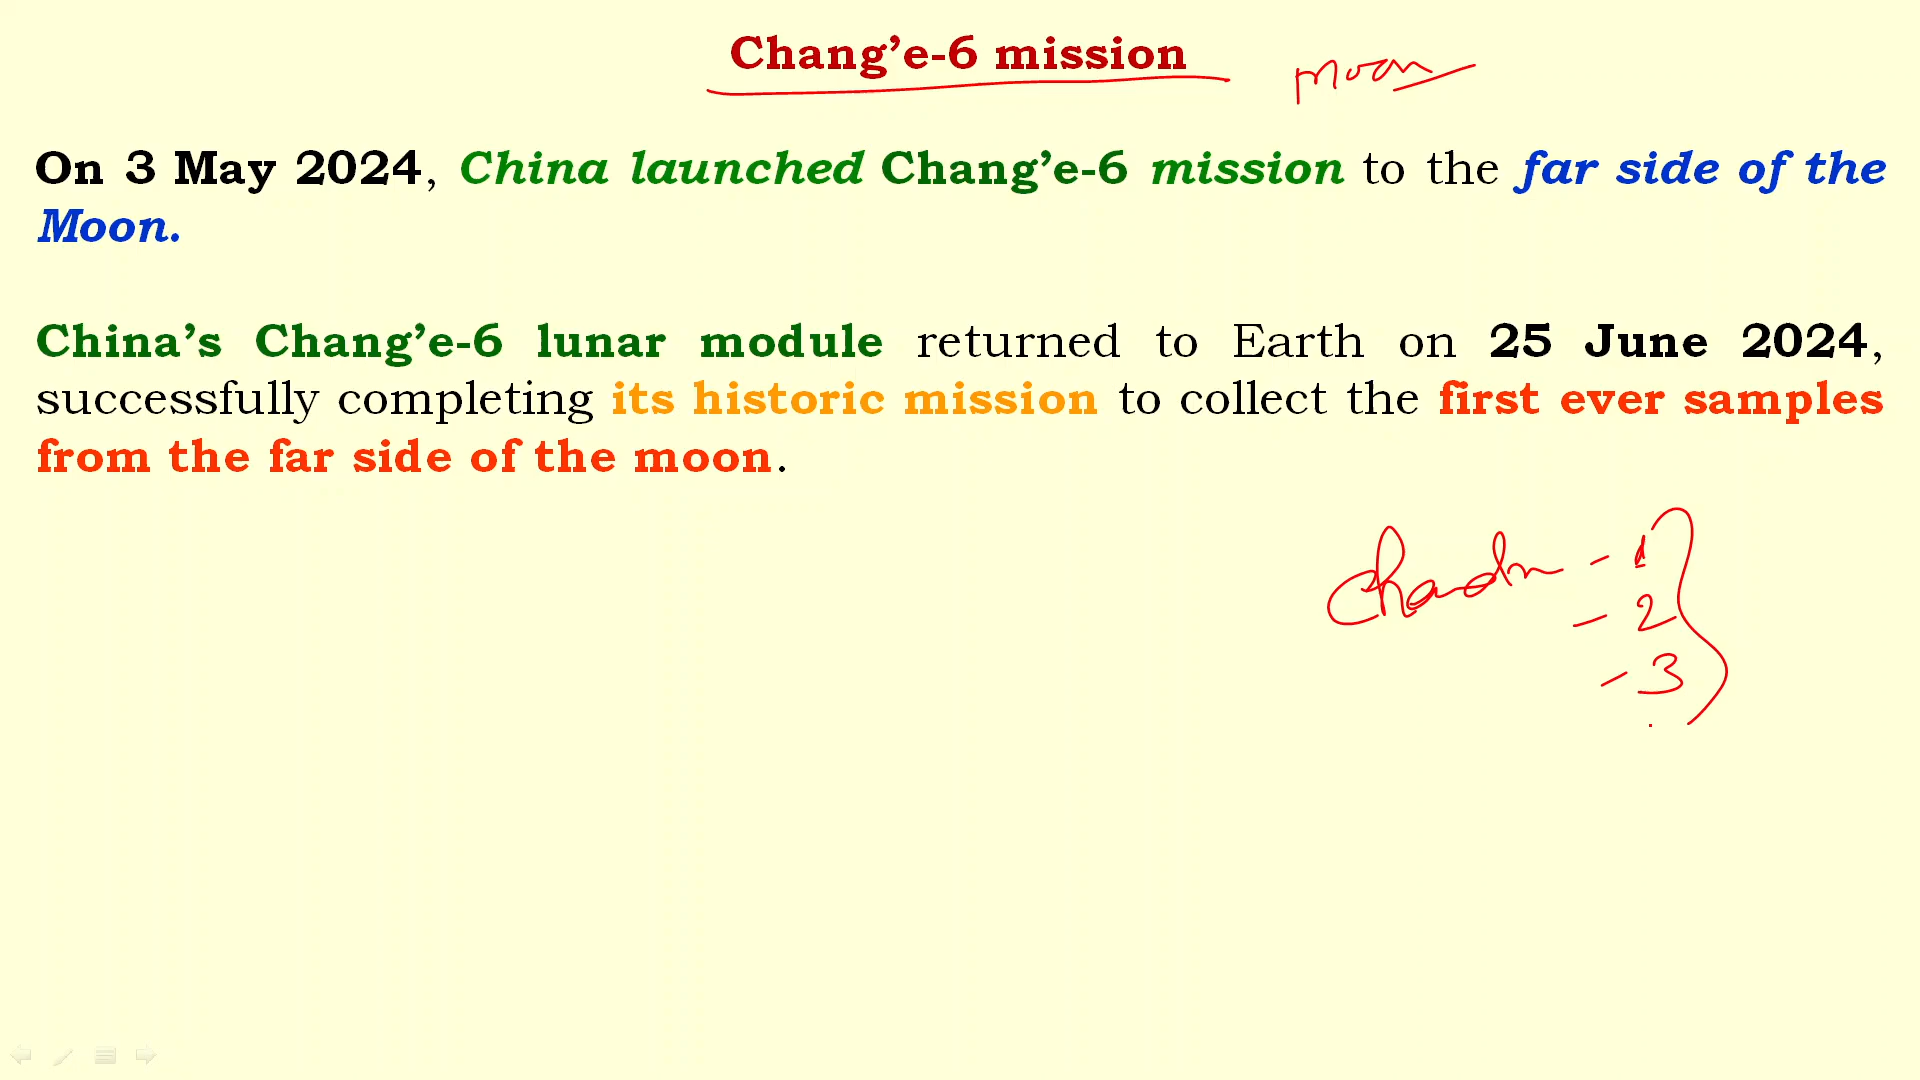 Chang’e-6 mission
moon
On 3 May 2024, China launched Chang’e-6 mission to the far side of the
Moon.
China’s Chang’e-6 lunar module returned to Earth on 25 June 2024,
successfully completing its historic mission to collect the first ever samples
from the far side of the moon.
- 1
- 2
- 3